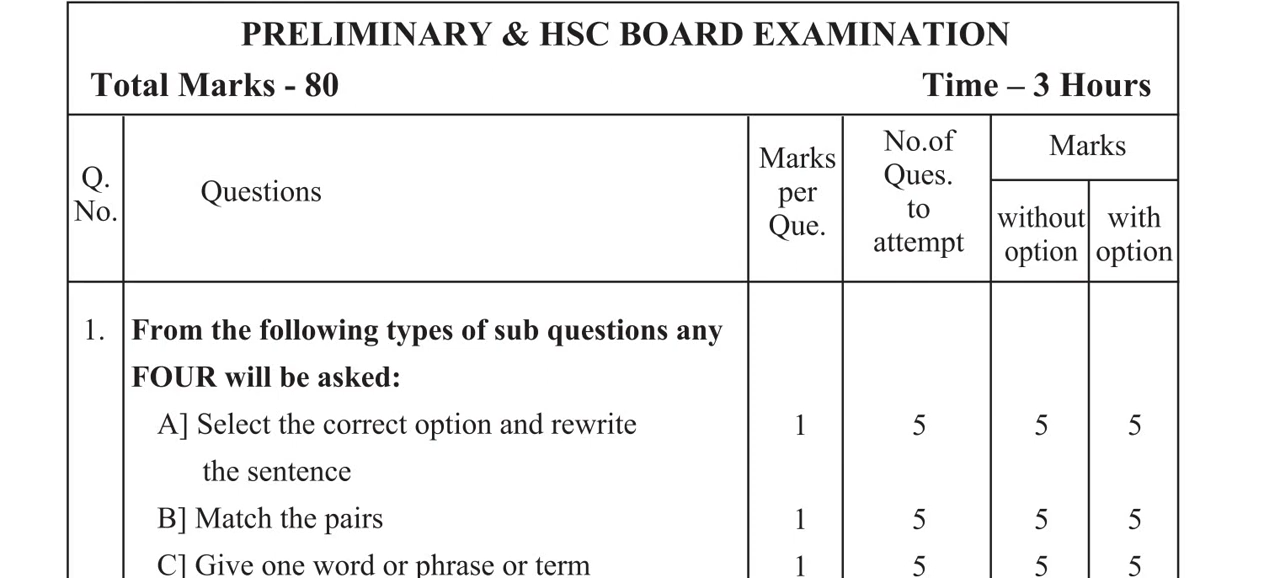 PRELIMINARY & HSC BOARD EXAMINATION
Total Marks - 80 Time – 3 Hours
Q. No. Questions Marks per Que. No.of Ques. to attempt Marks
without option with option
1. From the following types of sub questions any
FOUR will be asked:
A] Select the correct option and rewrite 1 5 5 5
the sentence
B] Match the pairs 1 5 5 5
C] Give one word or phrase or term 1 5 5 5